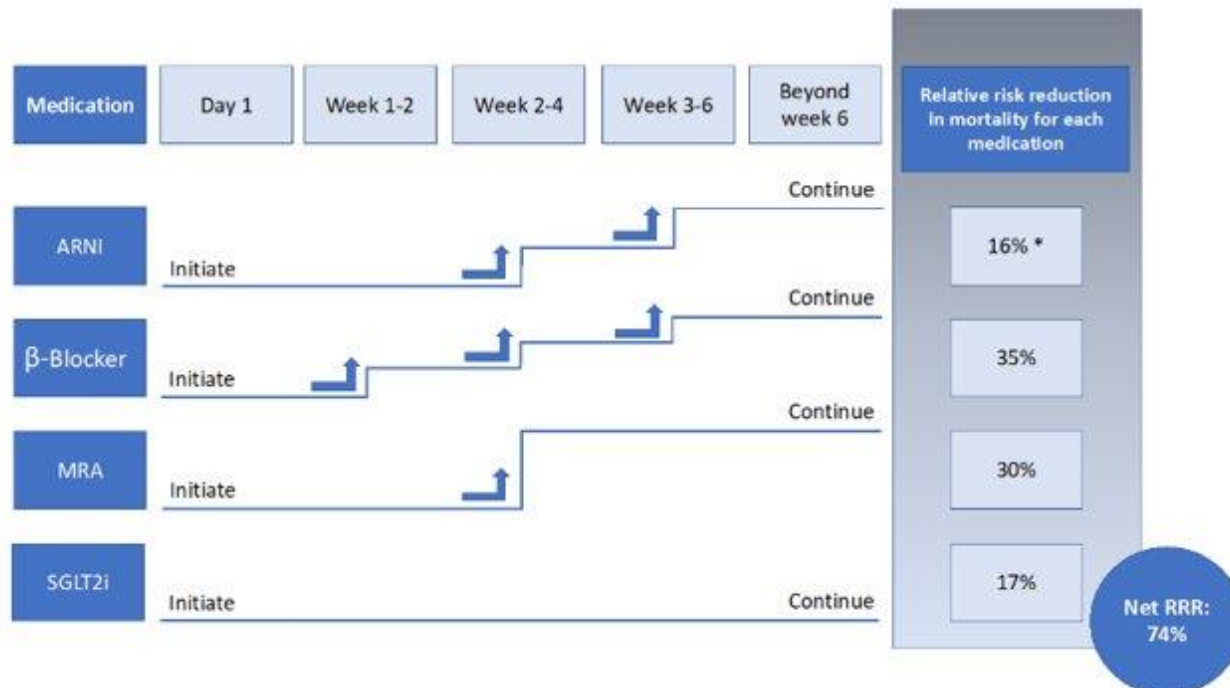 Medication
Day 1
Week 1-2
Week 2-4
Week 3-6
Beyond
week 6
Relative risk reduction
in mortality for each
medication
ARNI
Initiate
Continue
16% *
β-Blocker
Initiate
Continue
35%
MRA
Initiate
Continue
30%
SGLT2i
Initiate
Continue
17%
Net RRR:
74%